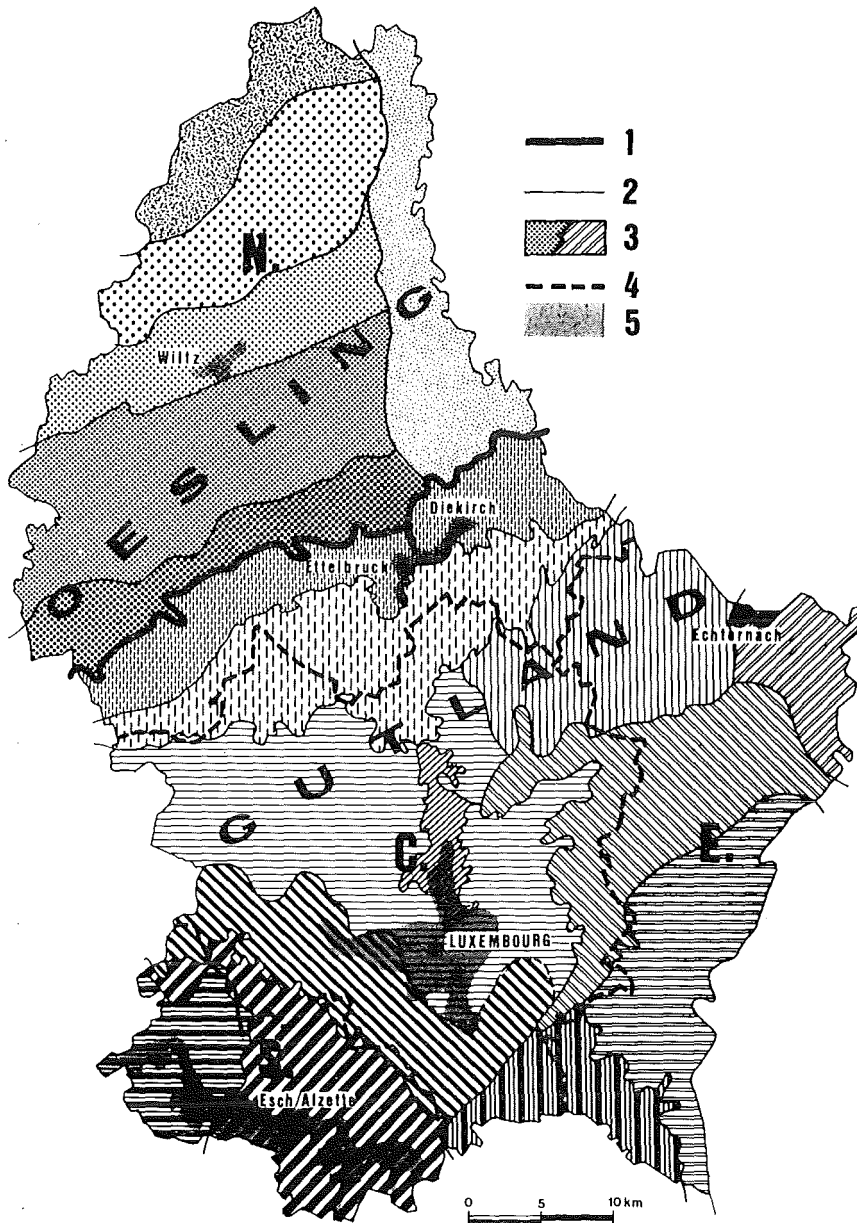 1
2
3
4
5
N.
Wiltz
OESLING
Diekirch
Ettelbruck
Echternach
GUTLAND
C.
E.
LUXEMBOURG
Esch/Alzette
0 5 10 km